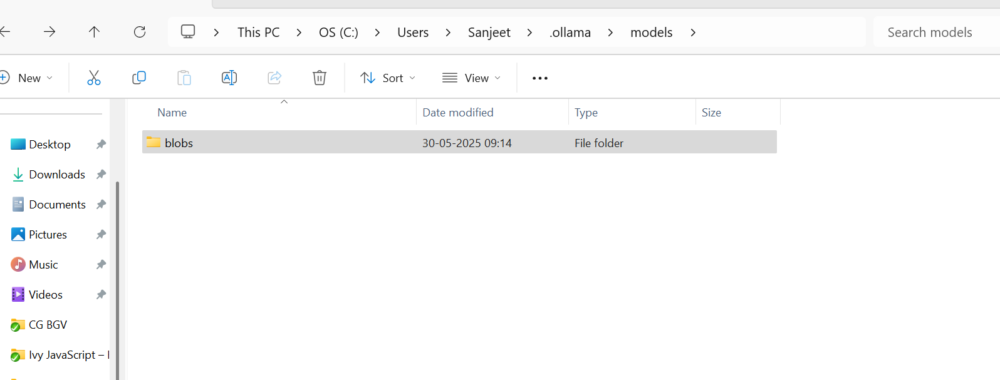 This PC > OS (C:) > Users > Sanjeet > .ollama > models >
Search models
New
Sort
View
Name Date modified Type Size
blobs 30-05-2025 09:14 File folder
Desktop
Downloads
Documents
Pictures
Music
Videos
CG BGV
Ivy JavaScript –